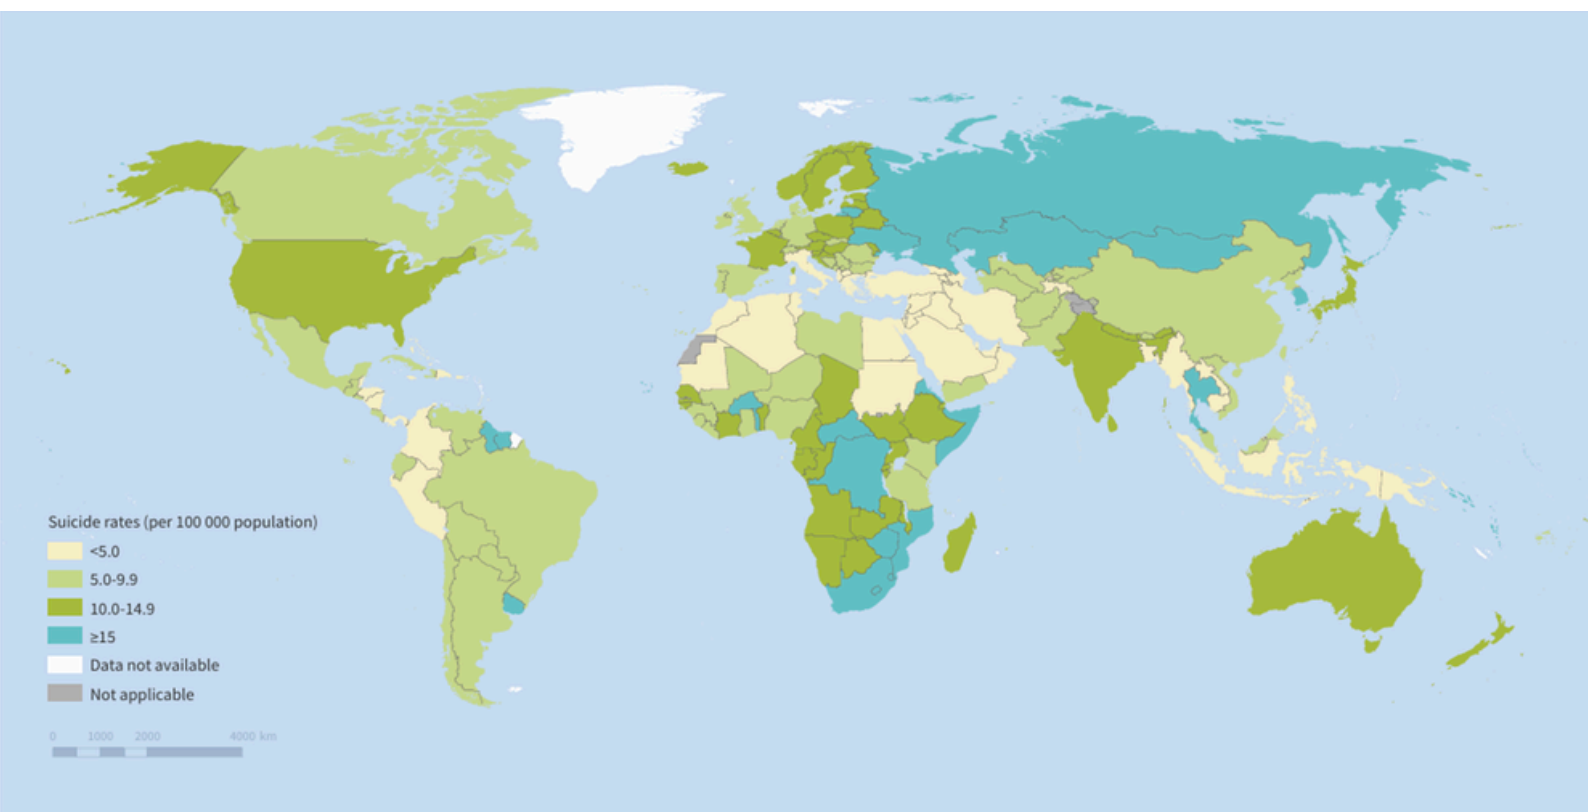 Suicide rates (per 100 000 population)
<5.0
5.0-9.9
10.0-14.9
≥15
Data not available
Not applicable
0 1000 2000 4000 km